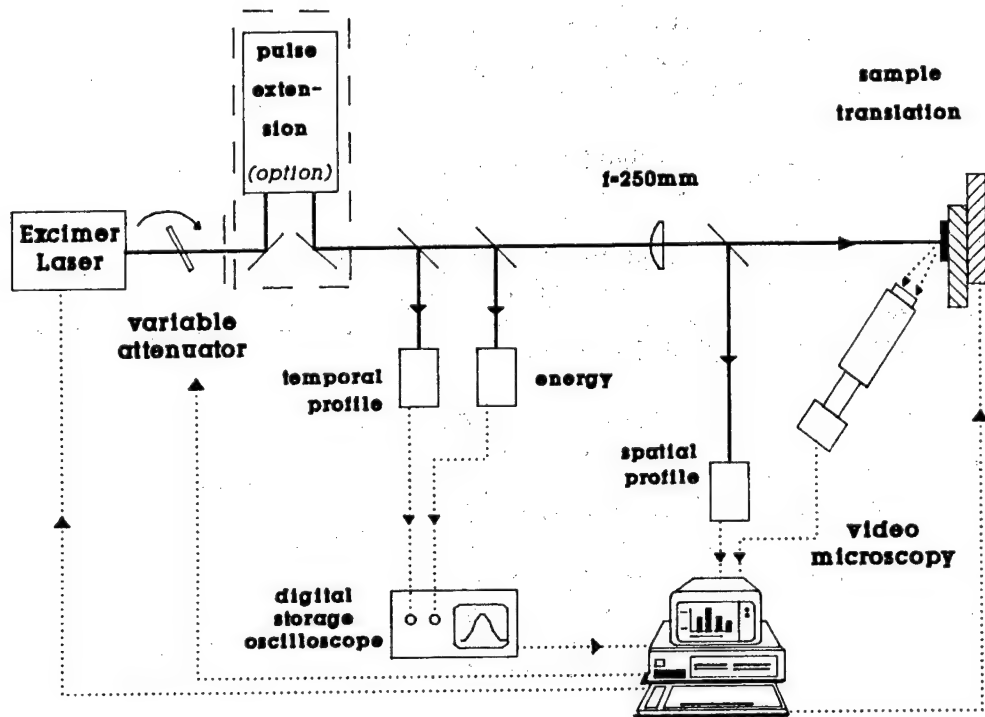 pulse
exten-
sion
(option)
sample
translation
f=250mm
Excimer
Laser
variable
attenuator
temporal
profile
energy
spatial
profile
video
microscopy
digital
storage
oscilloscope